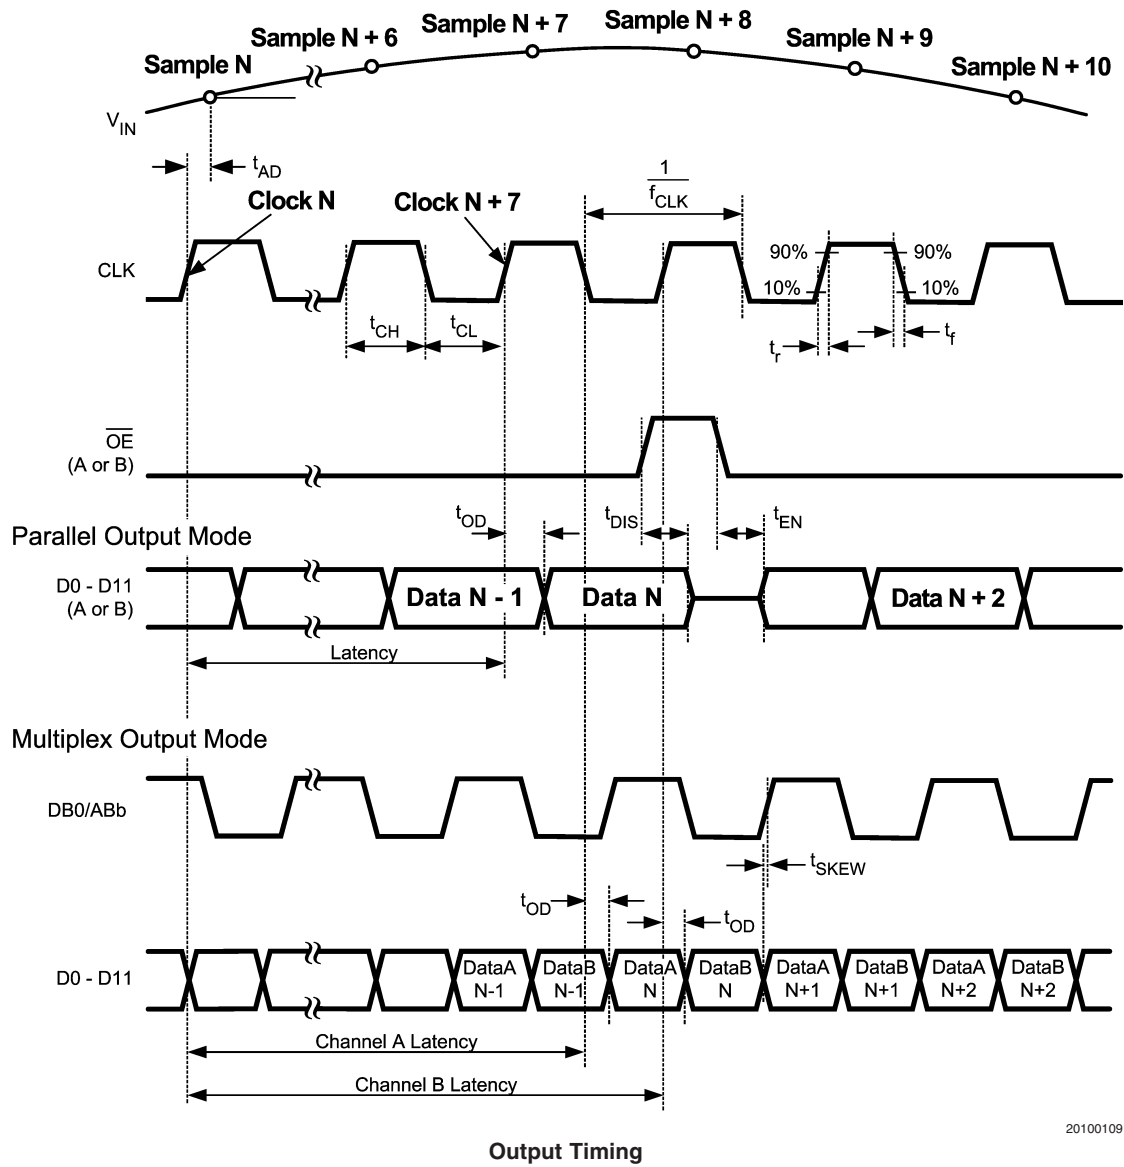 Sample N
Sample N + 6
Sample N + 7
Sample N + 8
Sample N + 9
Sample N + 10
VIN
tAD
Clock N
Clock N + 7
1
fCLK
CLK
90%
90%
10%
10%
tCH
tCL
tr
tf
OE
(A or B)
tOD
tDIS
tEN
Parallel Output Mode
D0 - D11
(A or B)
Data N - 1
Data N
Data N + 2
Latency
Multiplex Output Mode
DB0/ABb
tSKEW
tOD
tOD
D0 - D11
DataA
N-1
DataB
N-1
DataA
N
DataB
N
DataA
N+1
DataB
N+1
DataA
N+2
DataB
N+2
Channel A Latency
Channel B Latency
20100109
Output Timing